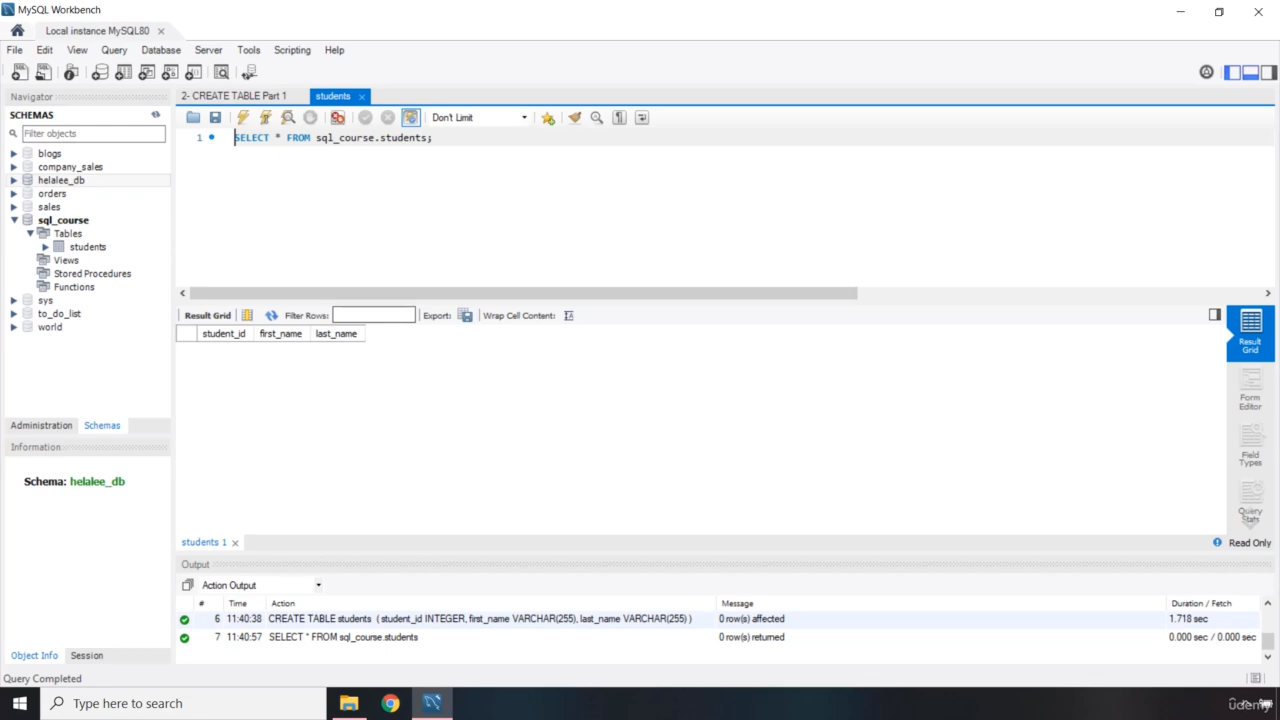 MySQL Workbench
Local instance MySQL80
File Edit View Query Database Server Tools Scripting Help
Navigator
SCHEMAS
Filter objects
blogs
company_sales
helalee_db
orders
sales
sql_course
Tables
students
Views
Stored Procedures
Functions
sys
to_do_list
world
Administration Schemas
Information
Schema: helalee_db
Object Info Session
2- CREATE TABLE Part 1 students
Don't Limit
1 SELECT * FROM sql_course.students;
Result Grid Filter Rows: Export: Wrap Cell Content:
student_id first_name last_name
Result Grid
Form Editor
Field Types
Query Stats
students 1
Read Only
Output
Action Output
# Time Action Message Duration / Fetch
6 11:40:38 CREATE TABLE students ( student_id INTEGER, first_name VARCHAR(255), last_name VARCHAR(255) ) 0 row(s) affected 1.718 sec
7 11:40:57 SELECT * FROM sql_course.students 0 row(s) returned 0.000 sec / 0.000 sec
Query Completed
Type here to search
udemy